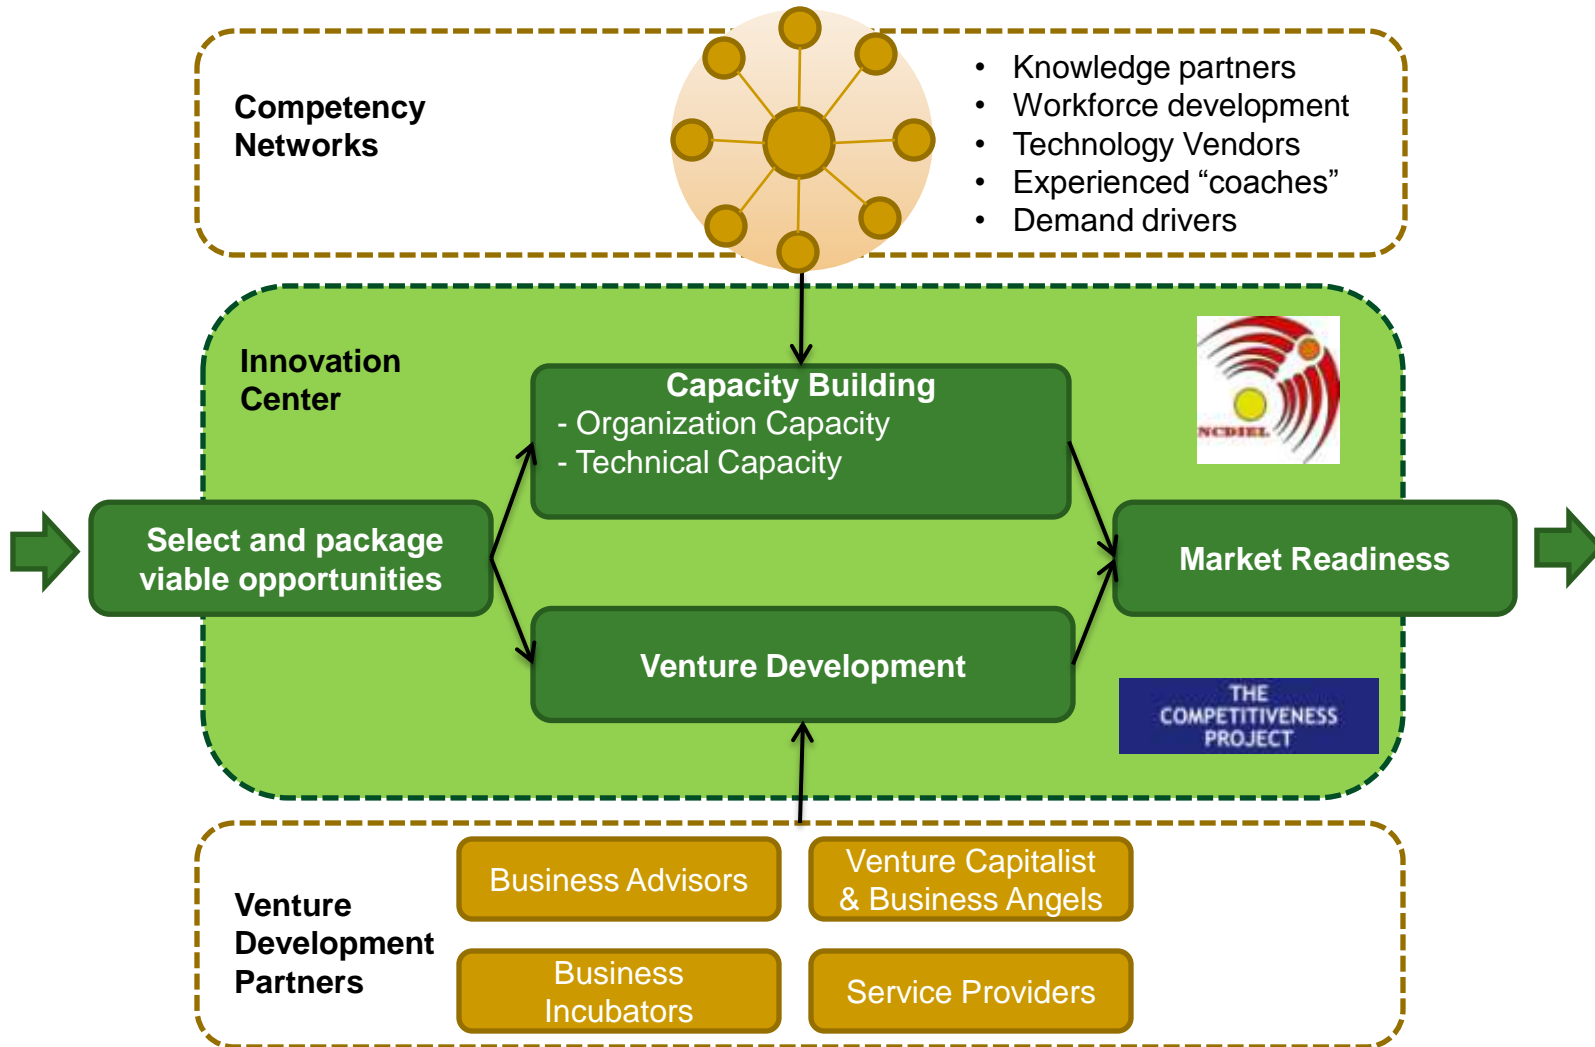 Competency
Networks
• Knowledge partners
• Workforce development
• Technology Vendors
• Experienced “coaches”
• Demand drivers
Innovation
Center
Capacity Building
- Organization Capacity
- Technical Capacity
NCDIEL
Select and package
viable opportunities
Market Readiness
Venture Development
THE
COMPETITIVENESS
PROJECT
Venture
Development
Partners
Business Advisors
Venture Capitalist
& Business Angels
Business
Incubators
Service Providers